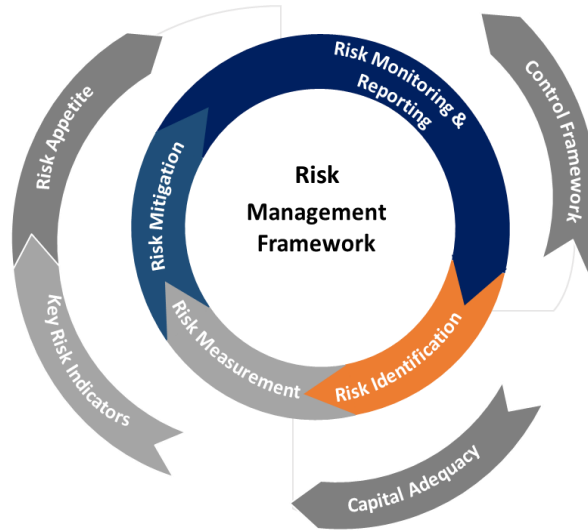 Risk
Management
Framework
Risk Monitoring &
Reporting
Risk Identification
Risk Measurement
Risk Mitigation
Risk Appetite
Key Risk Indicators
Control Framework
Capital Adequacy